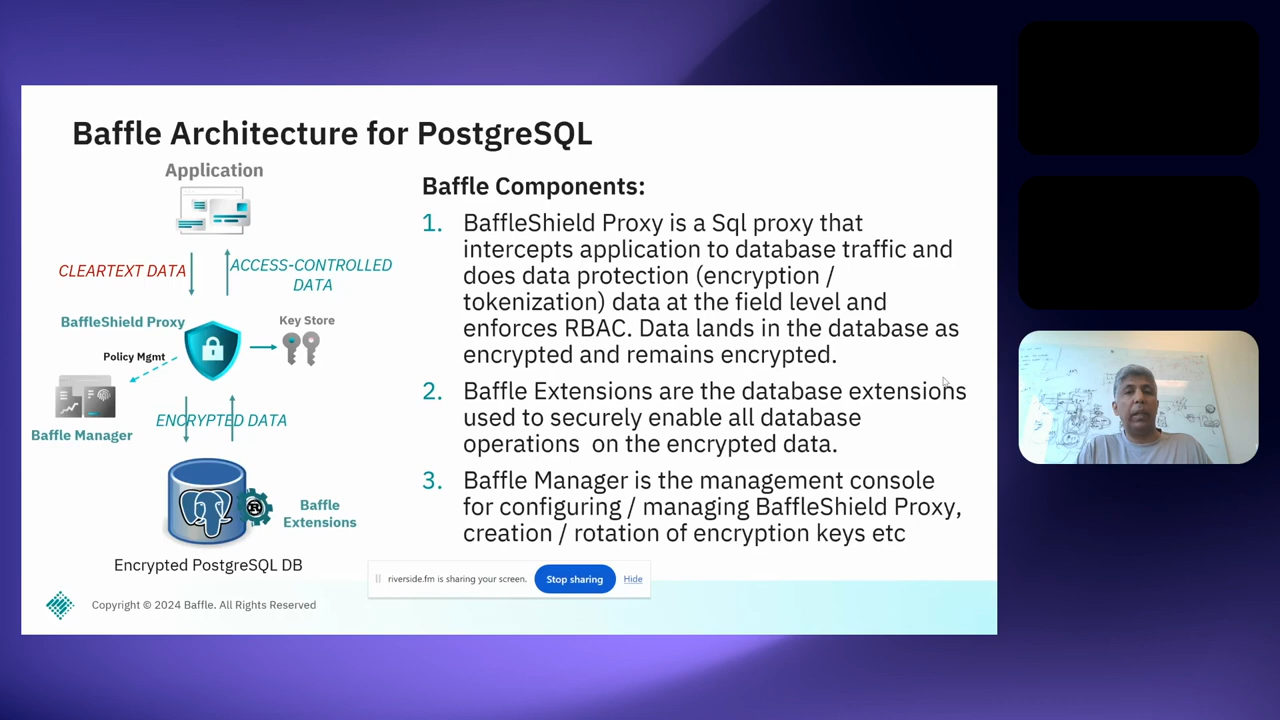 Baffle Architecture for PostgreSQL
Application
CLEARTEXT DATA
ACCESS-CONTROLLED
DATA
BaffleShield Proxy
Key Store
Policy Mgmt
Baffle Manager
ENCRYPTED DATA
Baffle
Extensions
Encrypted PostgreSQL DB
Baffle Components:
1. BaffleShield Proxy is a Sql proxy that
intercepts application to database traffic and
does data protection (encryption /
tokenization) data at the field level and
enforces RBAC. Data lands in the database as
encrypted and remains encrypted.
2. Baffle Extensions are the database extensions
used to securely enable all database
operations on the encrypted data.
3. Baffle Manager is the management console
for configuring / managing BaffleShield Proxy,
creation / rotation of encryption keys etc
riverside.fm is sharing your screen.
Stop sharing
Hide
Copyright © 2024 Baffle. All Rights Reserved